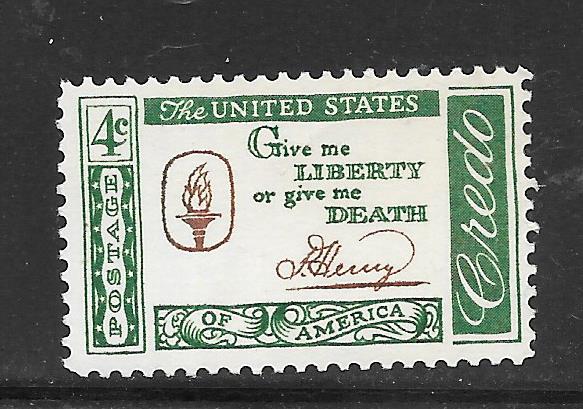 The UNITED STATES
4c
POSTAGE
Give me
LIBERTY
or give me
DEATH
P. Henry
OF AMERICA
Credo